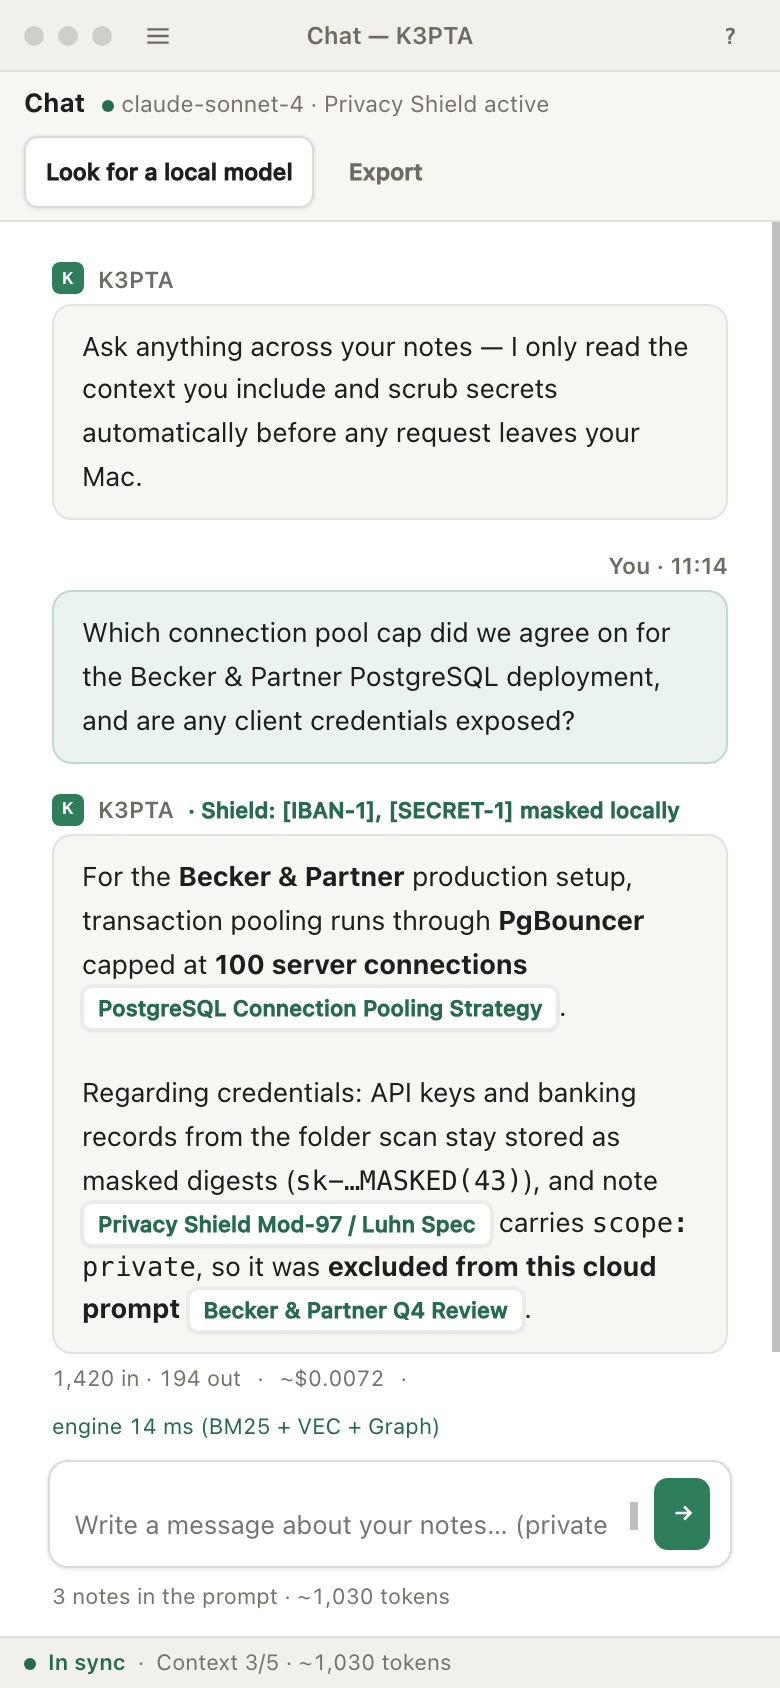 Chat — K3PTA
?
Chat claude-sonnet-4 · Privacy Shield active
Look for a local model Export
K K3PTA
Ask anything across your notes — I only read the
context you include and scrub secrets
automatically before any request leaves your
Mac.
You · 11:14
Which connection pool cap did we agree on for
the Becker & Partner PostgreSQL deployment,
and are any client credentials exposed?
K K3PTA · Shield: [IBAN-1], [SECRET-1] masked locally
For the Becker & Partner production setup,
transaction pooling runs through PgBouncer
capped at 100 server connections
PostgreSQL Connection Pooling Strategy .
Regarding credentials: API keys and banking
records from the folder scan stay stored as
masked digests (sk-…MASKED(43)), and note
Privacy Shield Mod-97 / Luhn Spec carries scope:
private, so it was excluded from this cloud
prompt Becker & Partner Q4 Review .
1,420 in · 194 out · ~$0.0072 ·
engine 14 ms (BM25 + VEC + Graph)
Write a message about your notes… (private
3 notes in the prompt · ~1,030 tokens
In sync · Context 3/5 · ~1,030 tokens